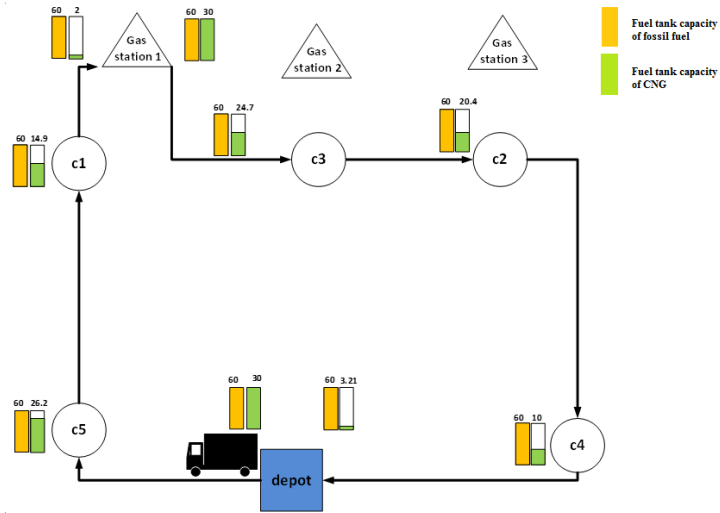 60 2
60 30
Gas
station 1
Gas
station 2
Gas
station 3
Fuel tank capacity
of fossil fuel
Fuel tank capacity
of CNG
60 24.7
60 20.4
60 14.9
c1
c3
c2
60 30
60 3.21
60 26.2
c5
60 10
c4
depot